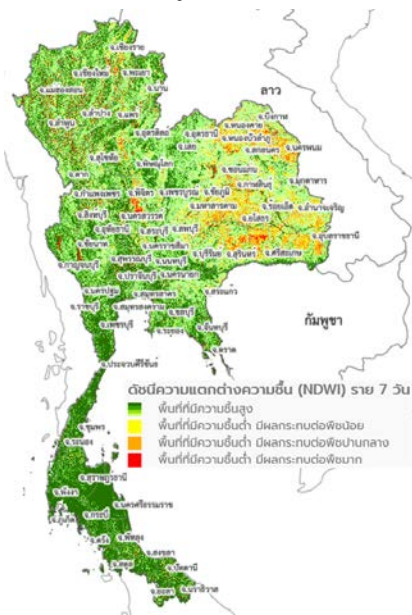 จ.เชียงราย
จ.เชียงใหม่ จ.พะเยา
จ.แม่ฮ่องสอน จ.น่าน
จ.ลำปาง จ.แพร่
จ.ลำพูน
ลาว
จ.บึงกาฬ
จ.อุตรดิตถ์ จ.อุดรธานี จ.หนองคาย
จ.เลย จ.หนองบัวลำภู
จ.สกลนคร จ.นครพนม
จ.สุโขทัย จ.พิษณุโลก
จ.ตาก จ.ขอนแก่น
จ.กาฬสินธุ์ จ.มุกดาหาร
จ.กำแพงเพชร จ.พิจิตร จ.เพชรบูรณ์ จ.ชัยภูมิ
จ.มหาสารคาม จ.ร้อยเอ็ด จ.อำนาจเจริญ
จ.สิงห์บุรี จ.นครสวรรค์ จ.ยโสธร
จ.อุทัยธานี จ.สระบุรี จ.ลพบุรี จ.อุบลราชธานี
จ.ชัยนาท จ.นครราชสีมา จ.บุรีรัมย์ จ.สุรินทร์ จ.ศรีสะเกษ
จ.กาญจนบุรี จ.สุพรรณบุรี จ.นนทบุรี
จ.ปราจีนบุรี จ.นครนายก
จ.นครปฐม จ.สมุทรสาคร จ.สระแก้ว
จ.ราชบุรี จ.สมุทรสงคราม จ.ชลบุรี
จ.เพชรบุรี จ.ระยอง จ.จันทบุรี
จ.ตราด
กัมพูชา
จ.ประจวบคีรีขันธ์
ดัชนีความแตกต่างความชื้น (NDWI) ราย 7 วัน
พื้นที่ที่มีความชื้นสูง
พื้นที่ที่มีความชื้นต่ำ มีผลกระทบต่อพืชน้อย
พื้นที่ที่มีความชื้นต่ำ มีผลกระทบต่อพืชปานกลาง
พื้นที่ที่มีความชื้นต่ำ มีผลกระทบต่อพืชมาก
จ.ชุมพร
จ.ระนอง
จ.สุราษฎร์ธานี
จ.พังงา จ.นครศรีธรรมราช
จ.กระบี่
จ.ภูเก็ต
จ.ตรัง จ.พัทลุง
จ.สงขลา
จ.สตูล จ.ปัตตานี
จ.ยะลา จ.นราธิวาส